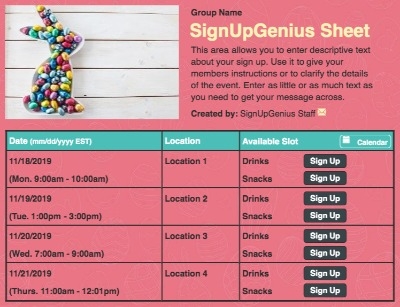 Group Name
SignUpGenius Sheet
This area allows you to enter descriptive text
about your sign up. Use it to give your
members instructions or to clarify the details
of the event. Enter as little or as much text as
you need to get your message across.
Created by: SignUpGenius Staff
Date (mm/dd/yyyy EST) Location Available Slot Calendar
11/18/2019 Location 1 Drinks Sign Up
(Mon. 9:00am - 10:00am) Snacks Sign Up
11/19/2019 Location 2 Drinks Sign Up
(Tue. 1:00pm - 3:00pm) Snacks Sign Up
11/20/2019 Location 3 Drinks Sign Up
(Wed. 7:00am - 9:00am) Snacks Sign Up
11/21/2019 Location 4 Drinks Sign Up
(Thurs. 11:00am - 12:01pm) Snacks Sign Up